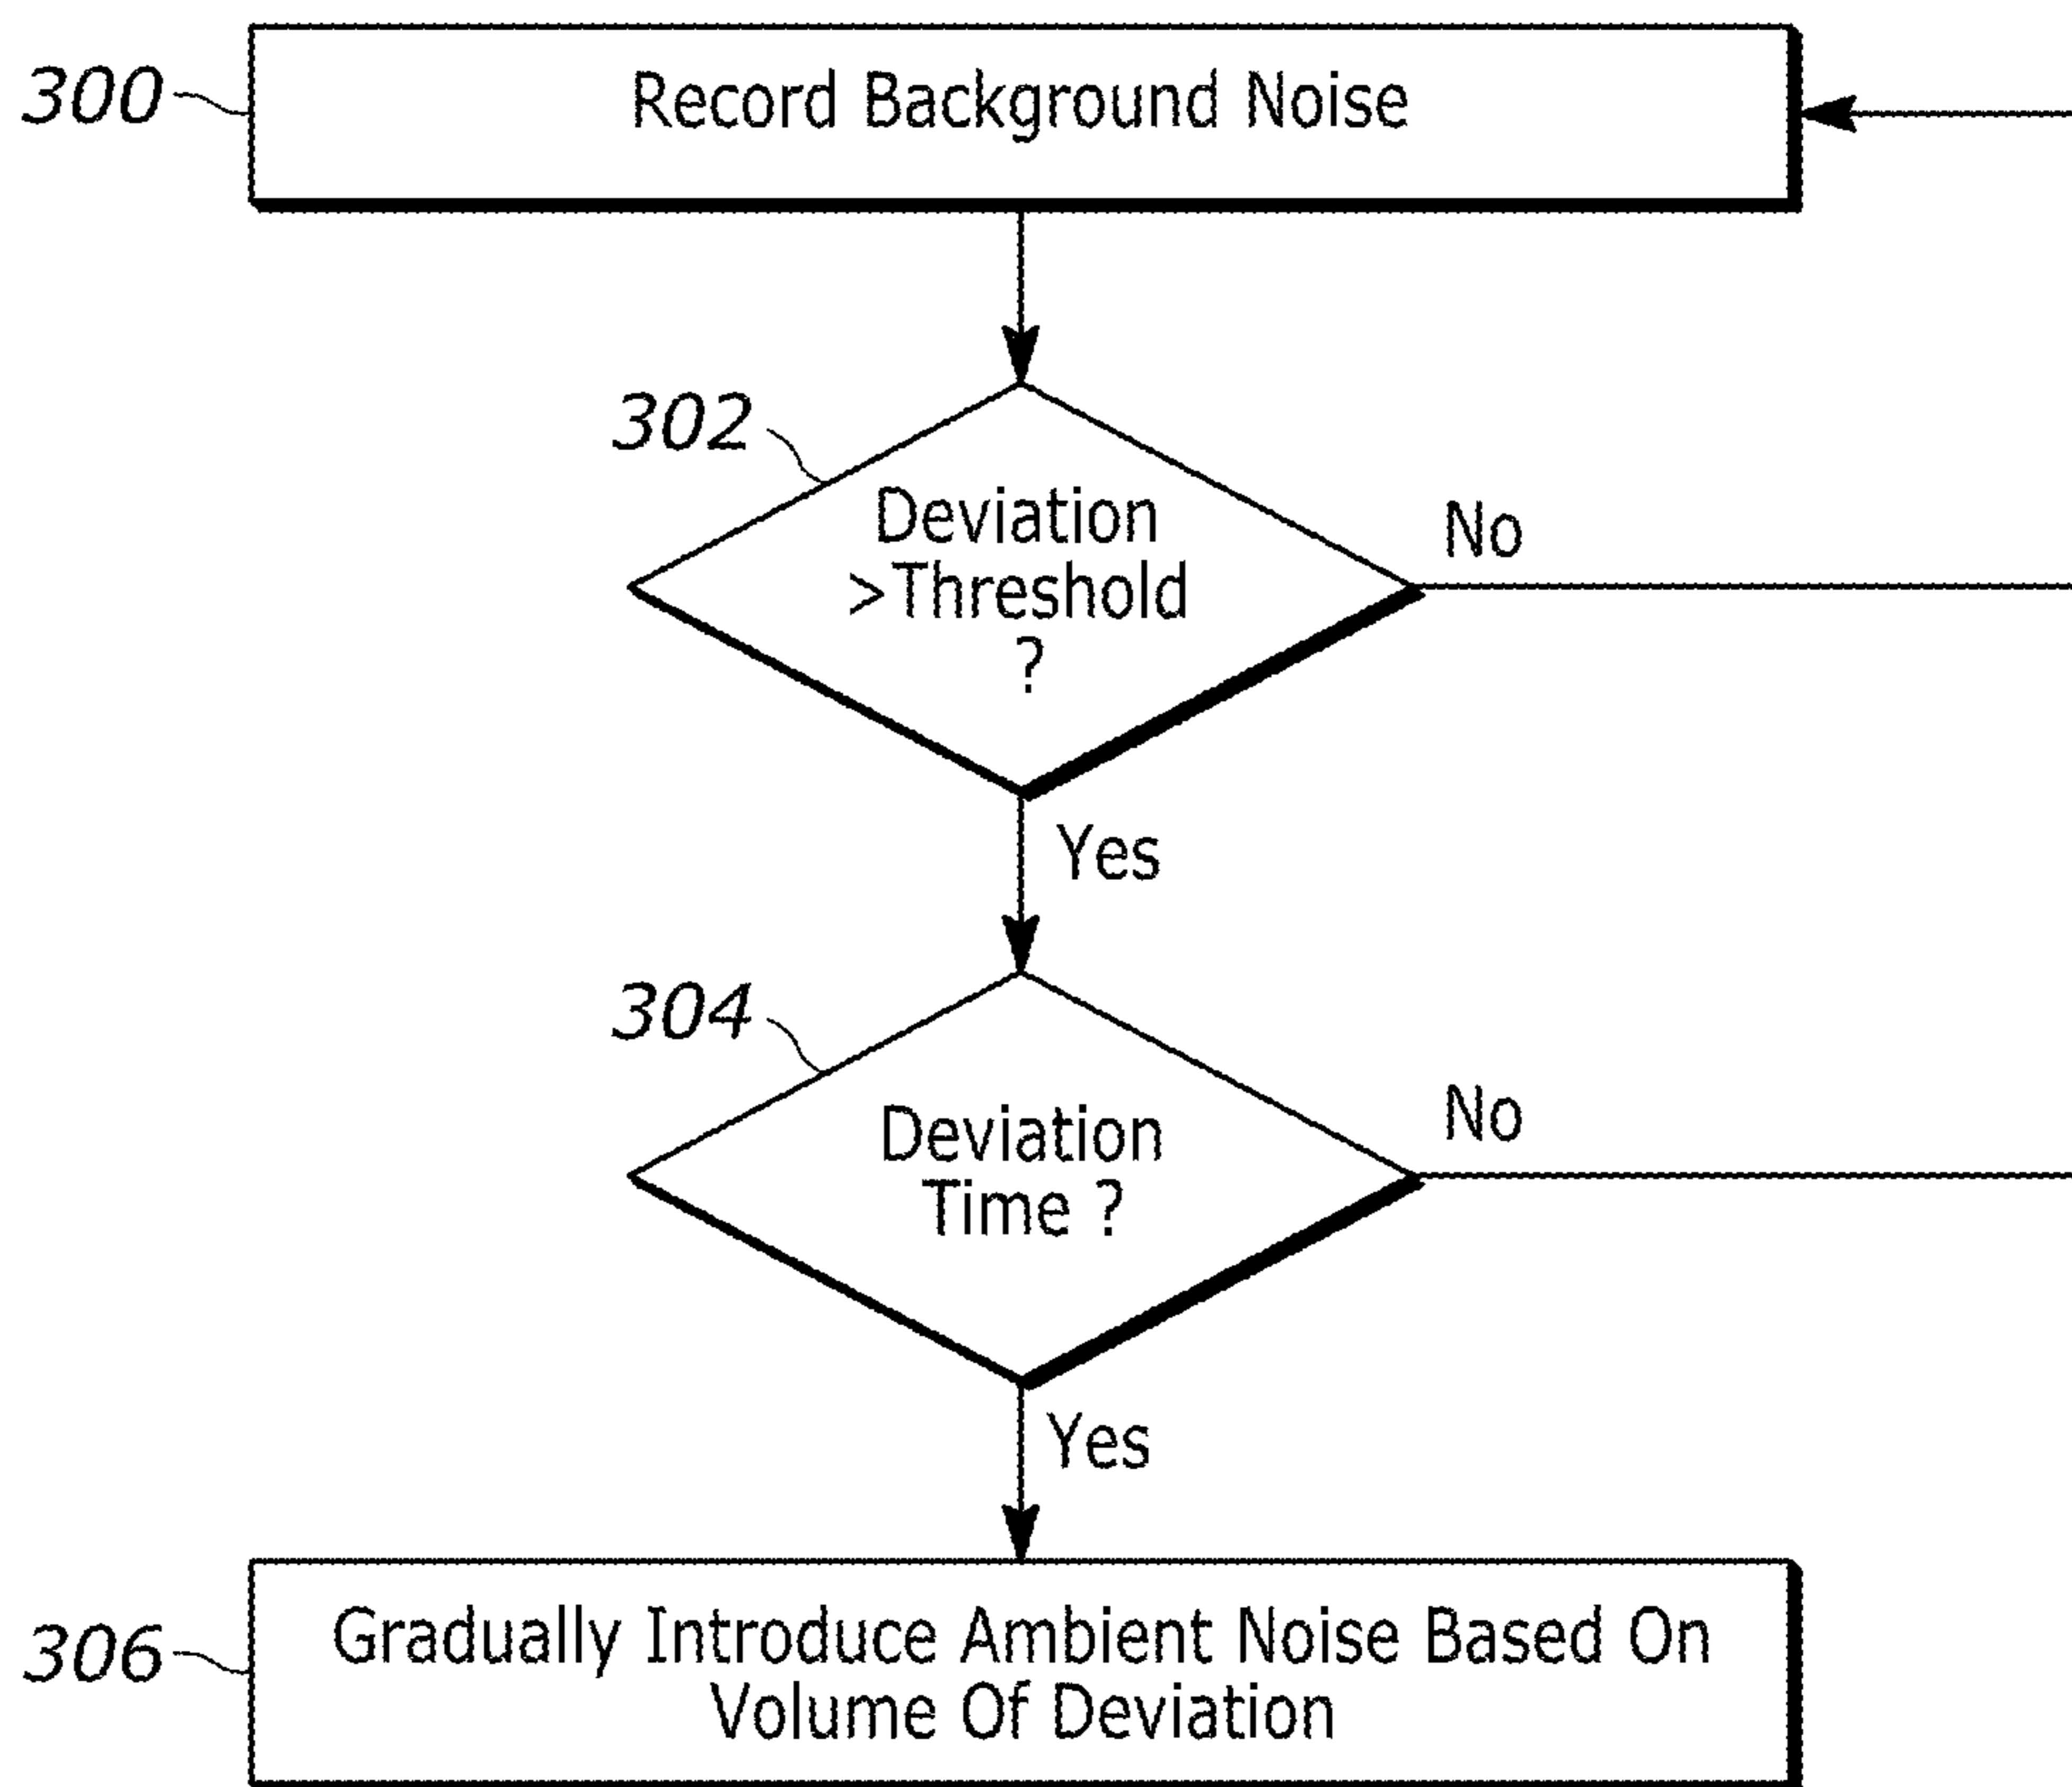 300
Record Background Noise
302
Deviation
>Threshold
?
No
Yes
304
Deviation
Time ?
No
Yes
306
Gradually Introduce Ambient Noise Based On
Volume Of Deviation